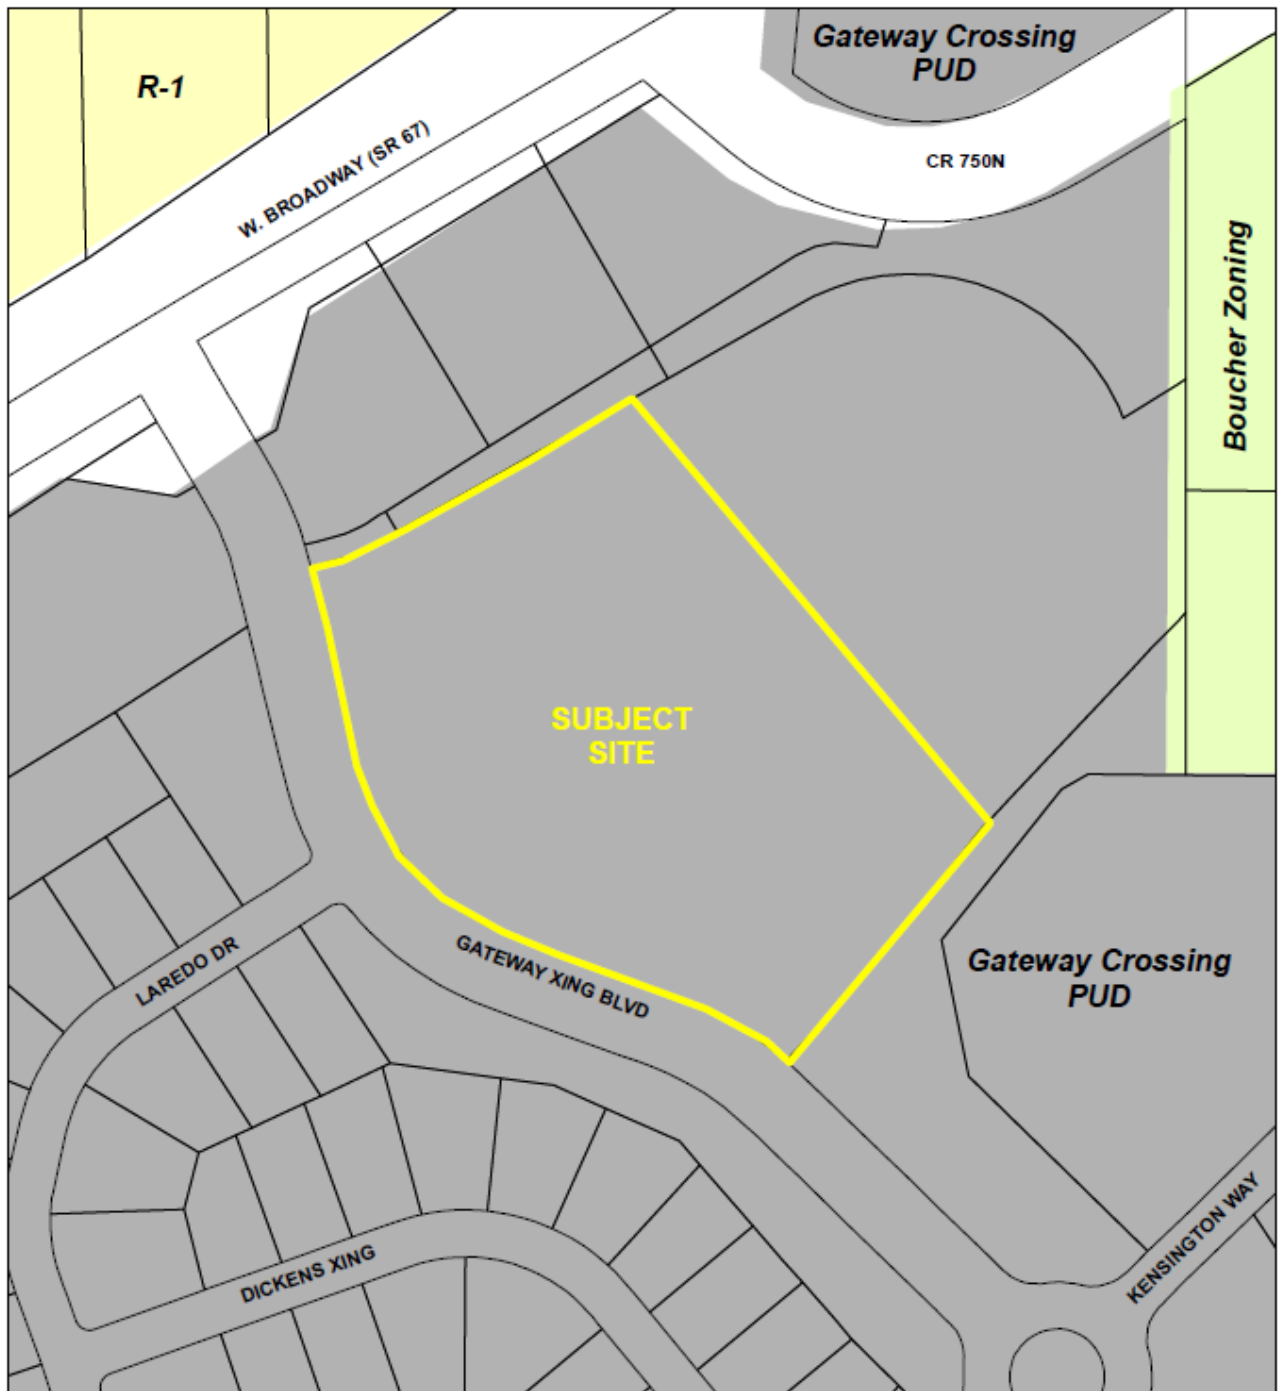 Gateway Crossing
PUD
R-1
W. BROADWAY (SR 67)
CR 750N
Boucher Zoning
SUBJECT
SITE
LAREDO DR
GATEWAY XING BLVD
Gateway Crossing
PUD
KENSINGTON WAY
DICKENS XING